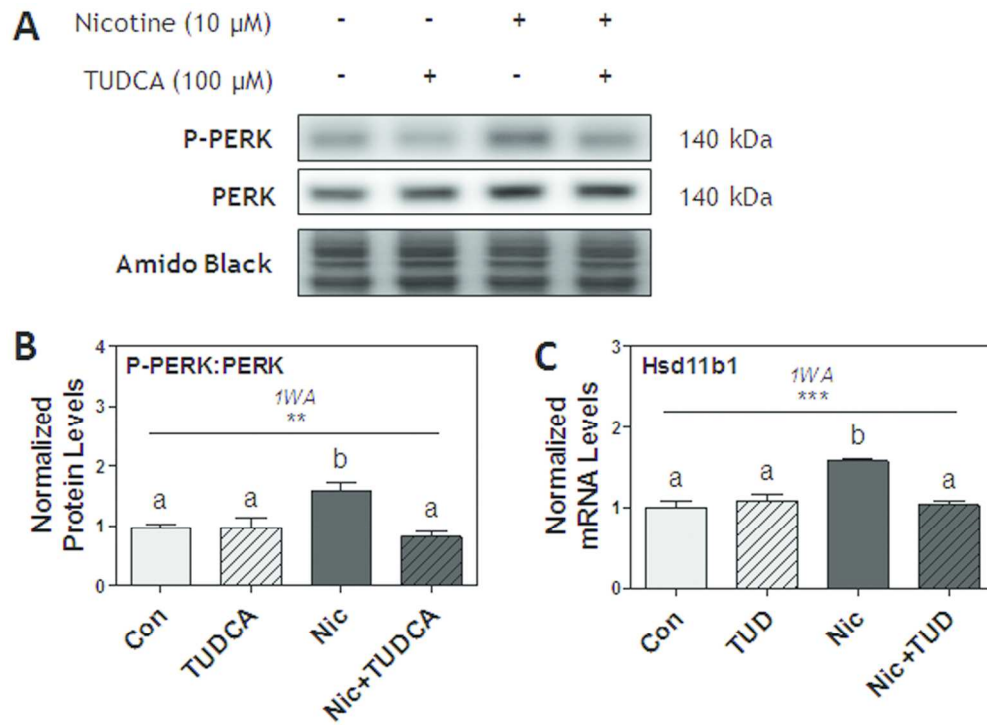 A
Nicotine (10 µM) - - + +
TUDCA (100 µM) - + - +
P-PERK 140 kDa
PERK 140 kDa
Amido Black
B
P-PERK:PERK
Normalized
Protein Levels
4
3
2
1
0
1WA
**
a a b a
Con TUDCA Nic Nic+TUDCA
C
Hsd11b1
Normalized
mRNA Levels
3
2
1
0
1WA
***
a a b a
Con TUD Nic Nic+TUD